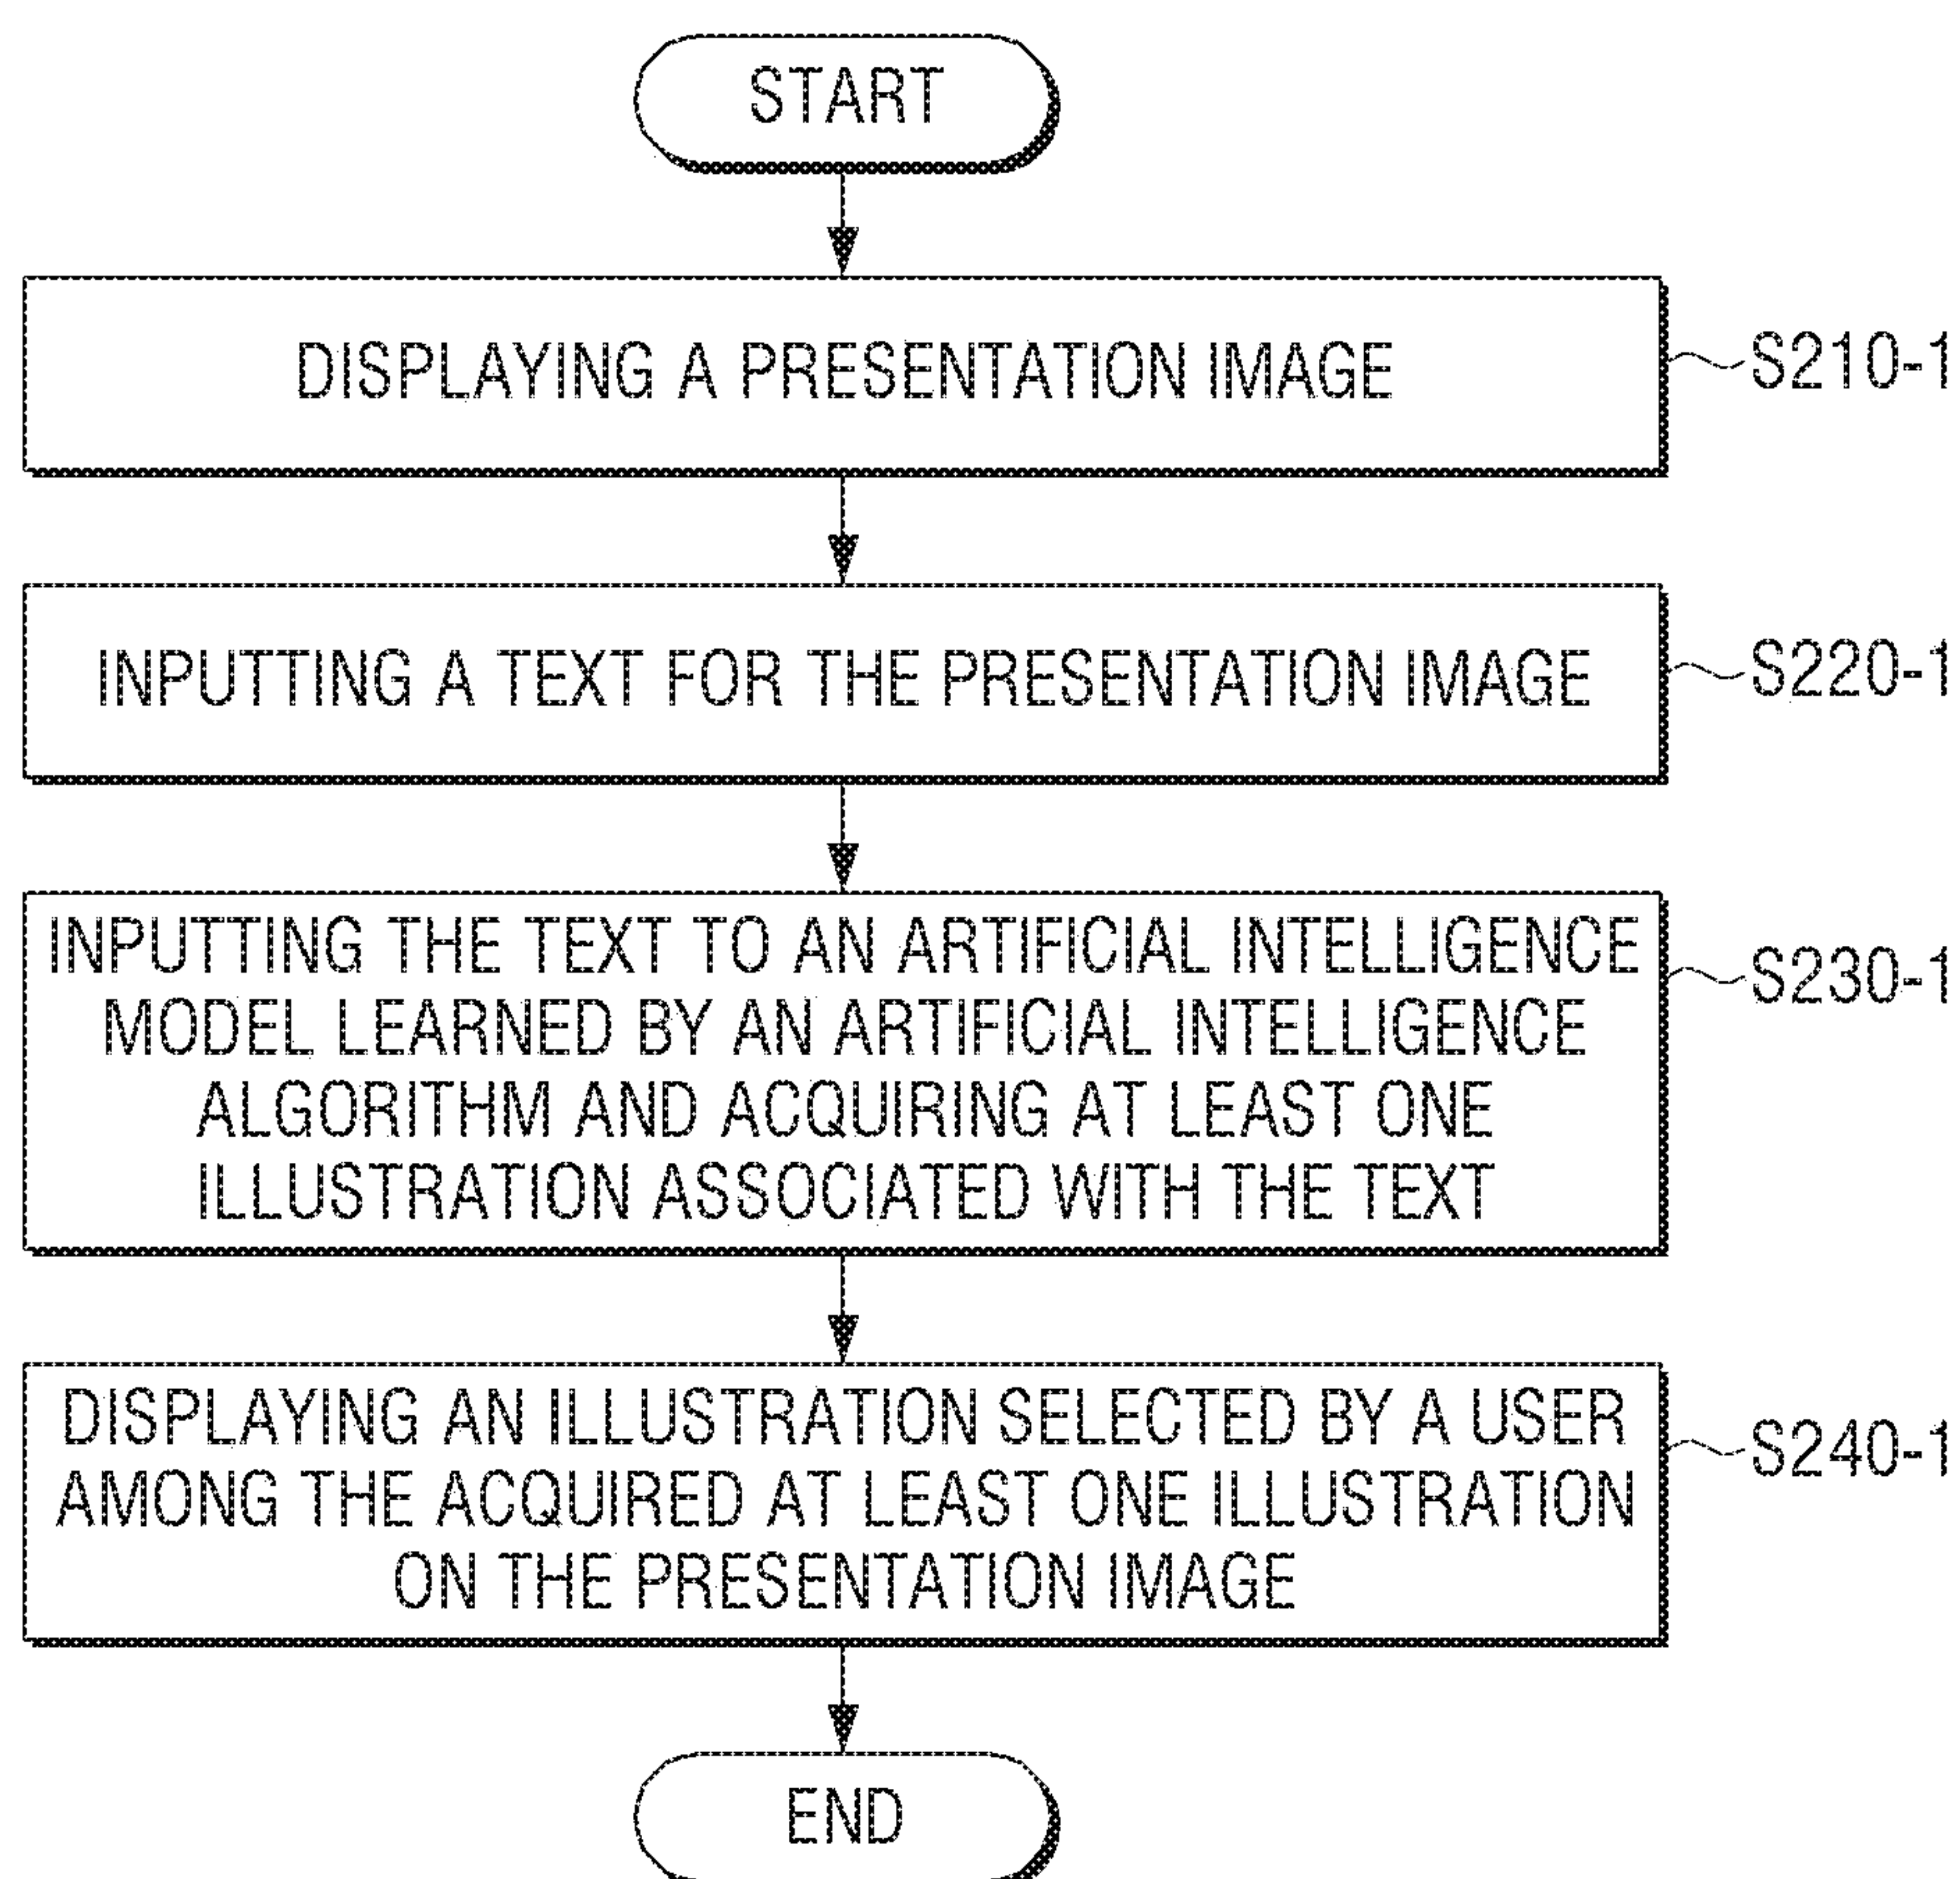 START
DISPLAYING A PRESENTATION IMAGE
S210-1
INPUTTING A TEXT FOR THE PRESENTATION IMAGE
S220-1
INPUTTING THE TEXT TO AN ARTIFICIAL INTELLIGENCE
MODEL LEARNED BY AN ARTIFICIAL INTELLIGENCE
ALGORITHM AND ACQUIRING AT LEAST ONE
ILLUSTRATION ASSOCIATED WITH THE TEXT
S230-1
DISPLAYING AN ILLUSTRATION SELECTED BY A USER
AMONG THE ACQUIRED AT LEAST ONE ILLUSTRATION
ON THE PRESENTATION IMAGE
S240-1
END